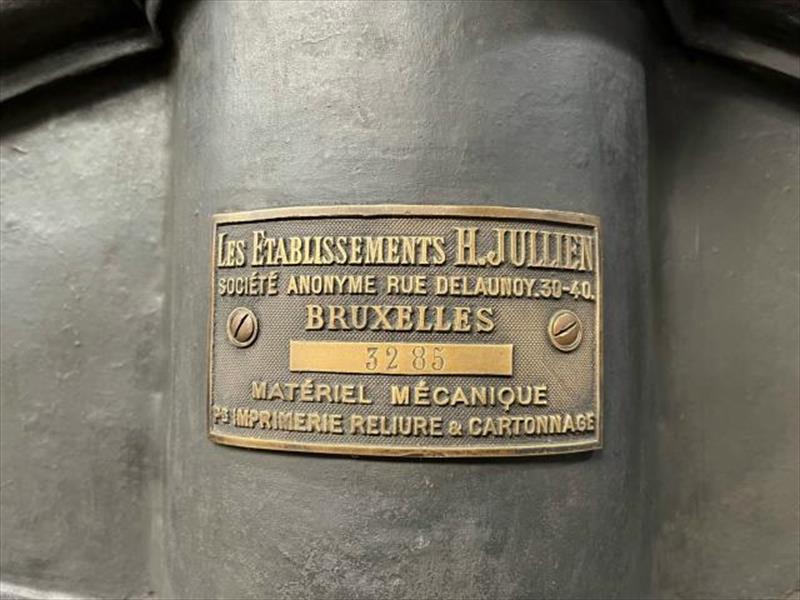 LES ETABLISSEMENTS H. JULLIEN
SOCIÉTÉ ANONYME RUE DELAUNOY. 30-40.
BRUXELLES
3285
MATÉRIEL MÉCANIQUE
PR IMPRIMERIE RELIURE & CARTONNAGE